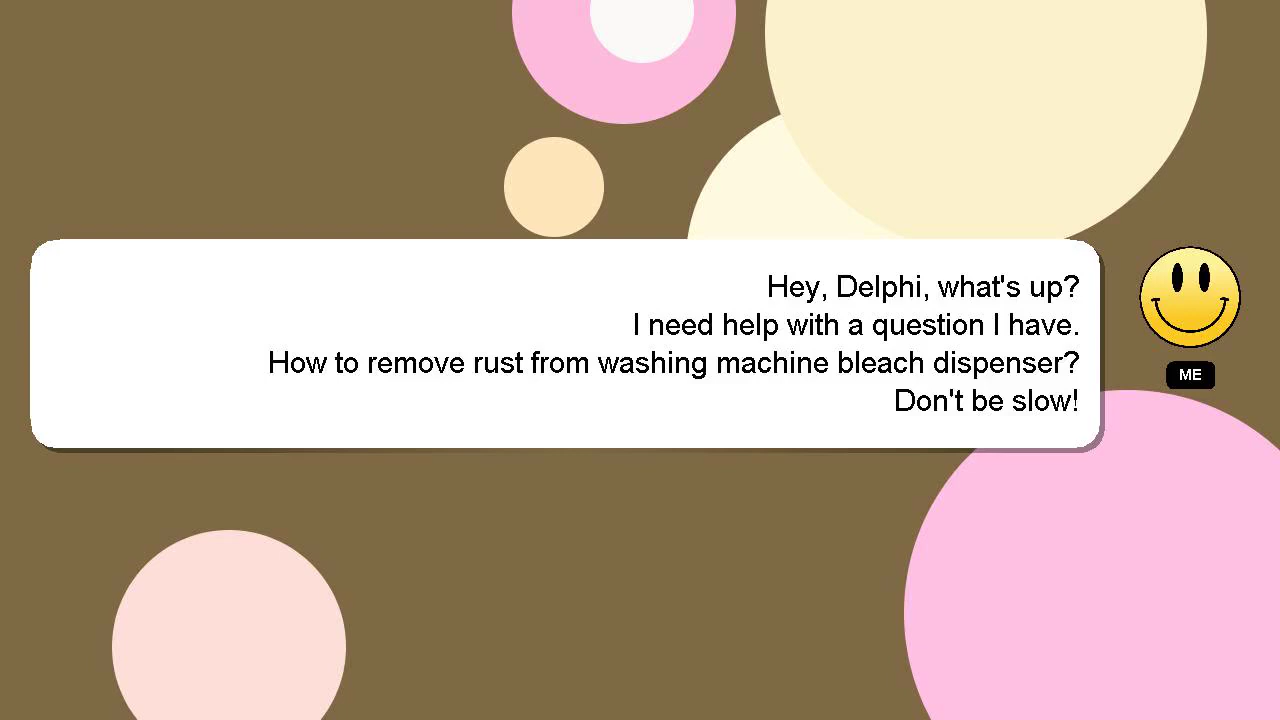 Hey, Delphi, what's up?
I need help with a question I have.
How to remove rust from washing machine bleach dispenser?
Don't be slow!
ME